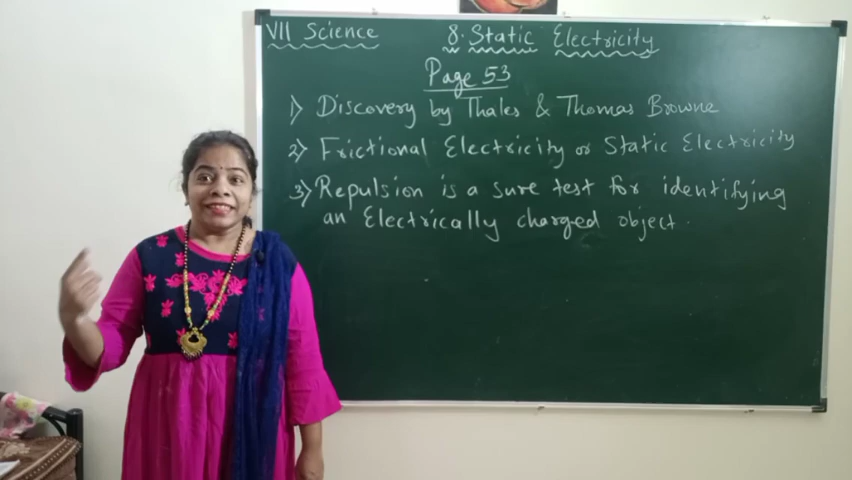 VII Science
8. Static Electricity
Page 53
1) Discovery by Thales & Thomas Browne
2) Frictional Electricity or Static Electricity
3) Repulsion is a sure test for identifying
an Electrically charged object.